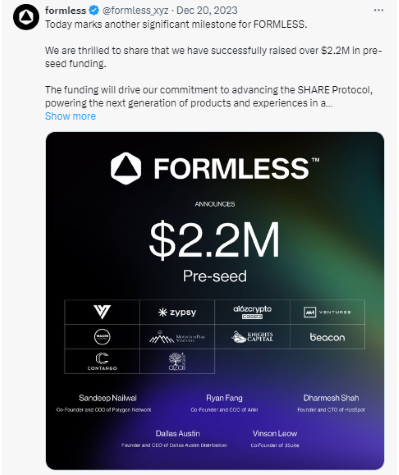 formless @formless_xyz · Dec 20, 2023 ...
Today marks another significant milestone for FORMLESS.
We are thrilled to share that we have successfully raised over $2.2M in pre-
seed funding.
The funding will drive our commitment to advancing the SHARE Protocol,
powering the next generation of products and experiences in a...
Show more
FORMLESS™
ANNOUNCES
$2.2M
Pre-seed
zypsy a16zcrypto VENTURES
KNIGHTS CAPITAL beacon
CONTANGO azai
Sandeep Nailwal Ryan Fang Dharmesh Shah
Co-Founder and COO of Polygon Network Co-Founder and COO of Ankr Founder and CTO of HubSpot
Dallas Austin Vinson Leow
Founder and CEO of Dallas Austin Distribution